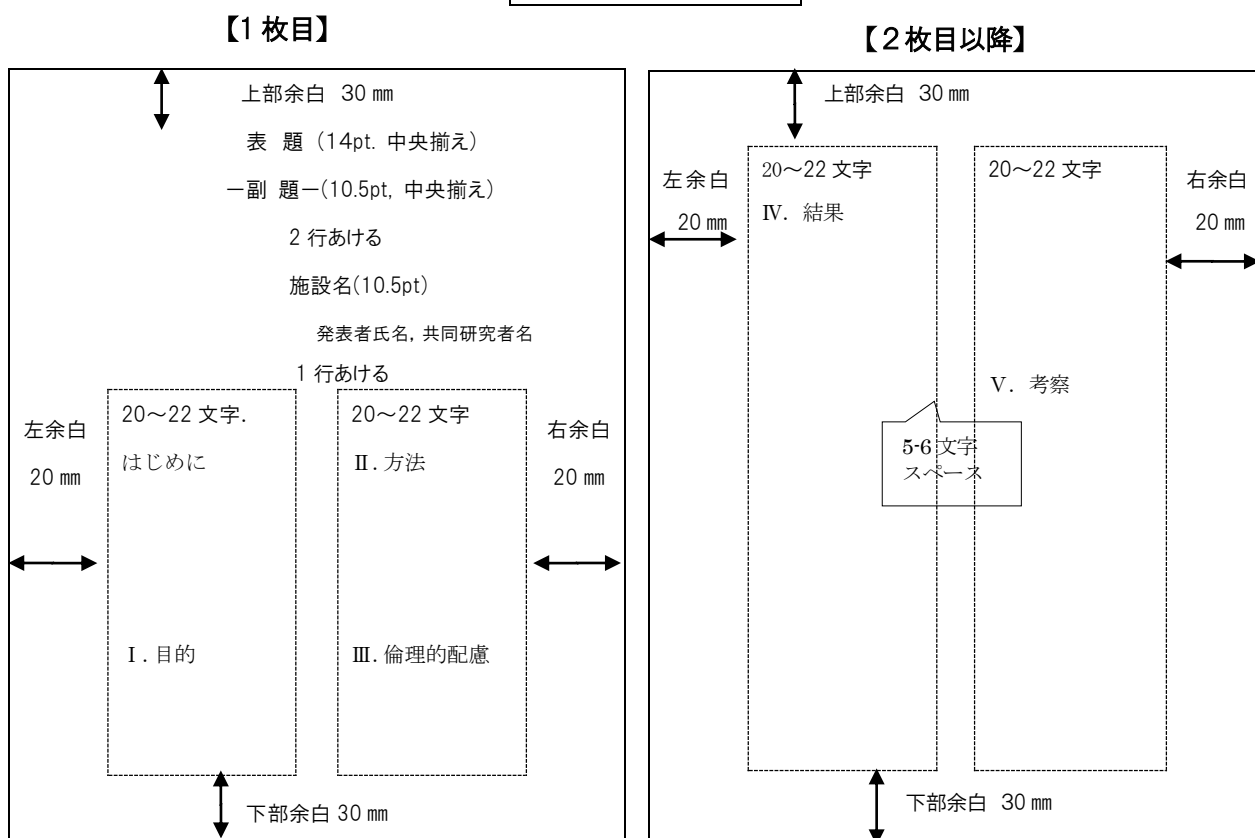 【1枚目】
上部余白 30 ㎜
表 題 (14pt. 中央揃え)
－副 題－(10.5pt, 中央揃え)
2 行あける
施設名(10.5pt)
発表者氏名, 共同研究者名
1 行あける
左余白
20 ㎜
20～22 文字.
はじめに
Ⅰ. 目的
20～22 文字
Ⅱ. 方法
Ⅲ. 倫理的配慮
右余白
20 ㎜
下部余白 30 ㎜
【２枚目以降】
上部余白 30 ㎜
左余白
20 ㎜
20～22 文字
Ⅳ. 結果
5-6 文字
スペース
20～22 文字
Ⅴ. 考察
右余白
20 ㎜
下部余白 30 ㎜